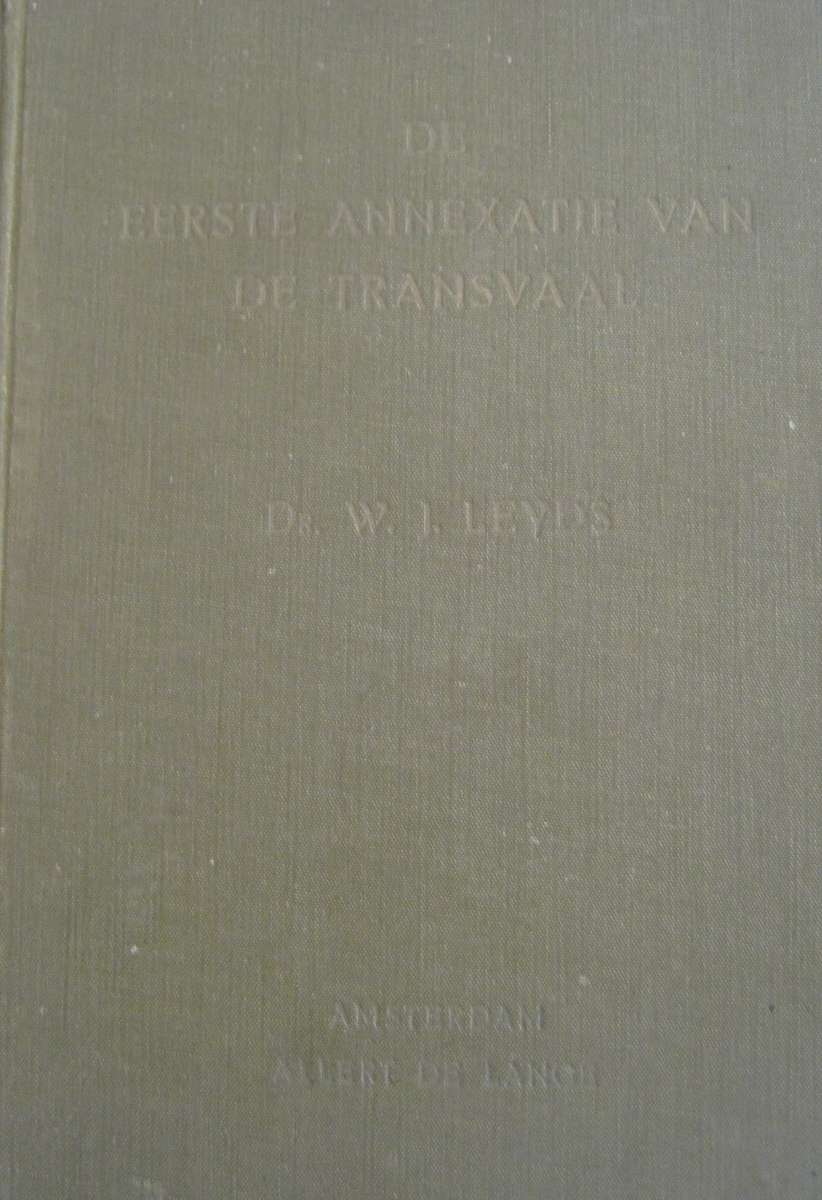 DE
EERSTE ANNEXATIE VAN
DE TRANSVAAL
DR. W. J. LEYDS
AMSTERDAM
ALLERT DE LANGE